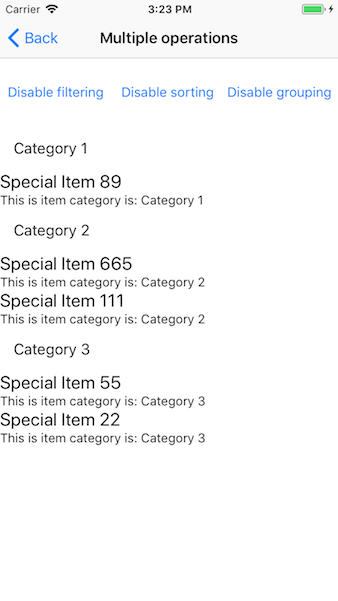 Carrier 3:23 PM
Back Multiple operations
Disable filtering Disable sorting Disable grouping
Category 1
Special Item 89
This is item category is: Category 1
Category 2
Special Item 665
This is item category is: Category 2
Special Item 111
This is item category is: Category 2
Category 3
Special Item 55
This is item category is: Category 3
Special Item 22
This is item category is: Category 3